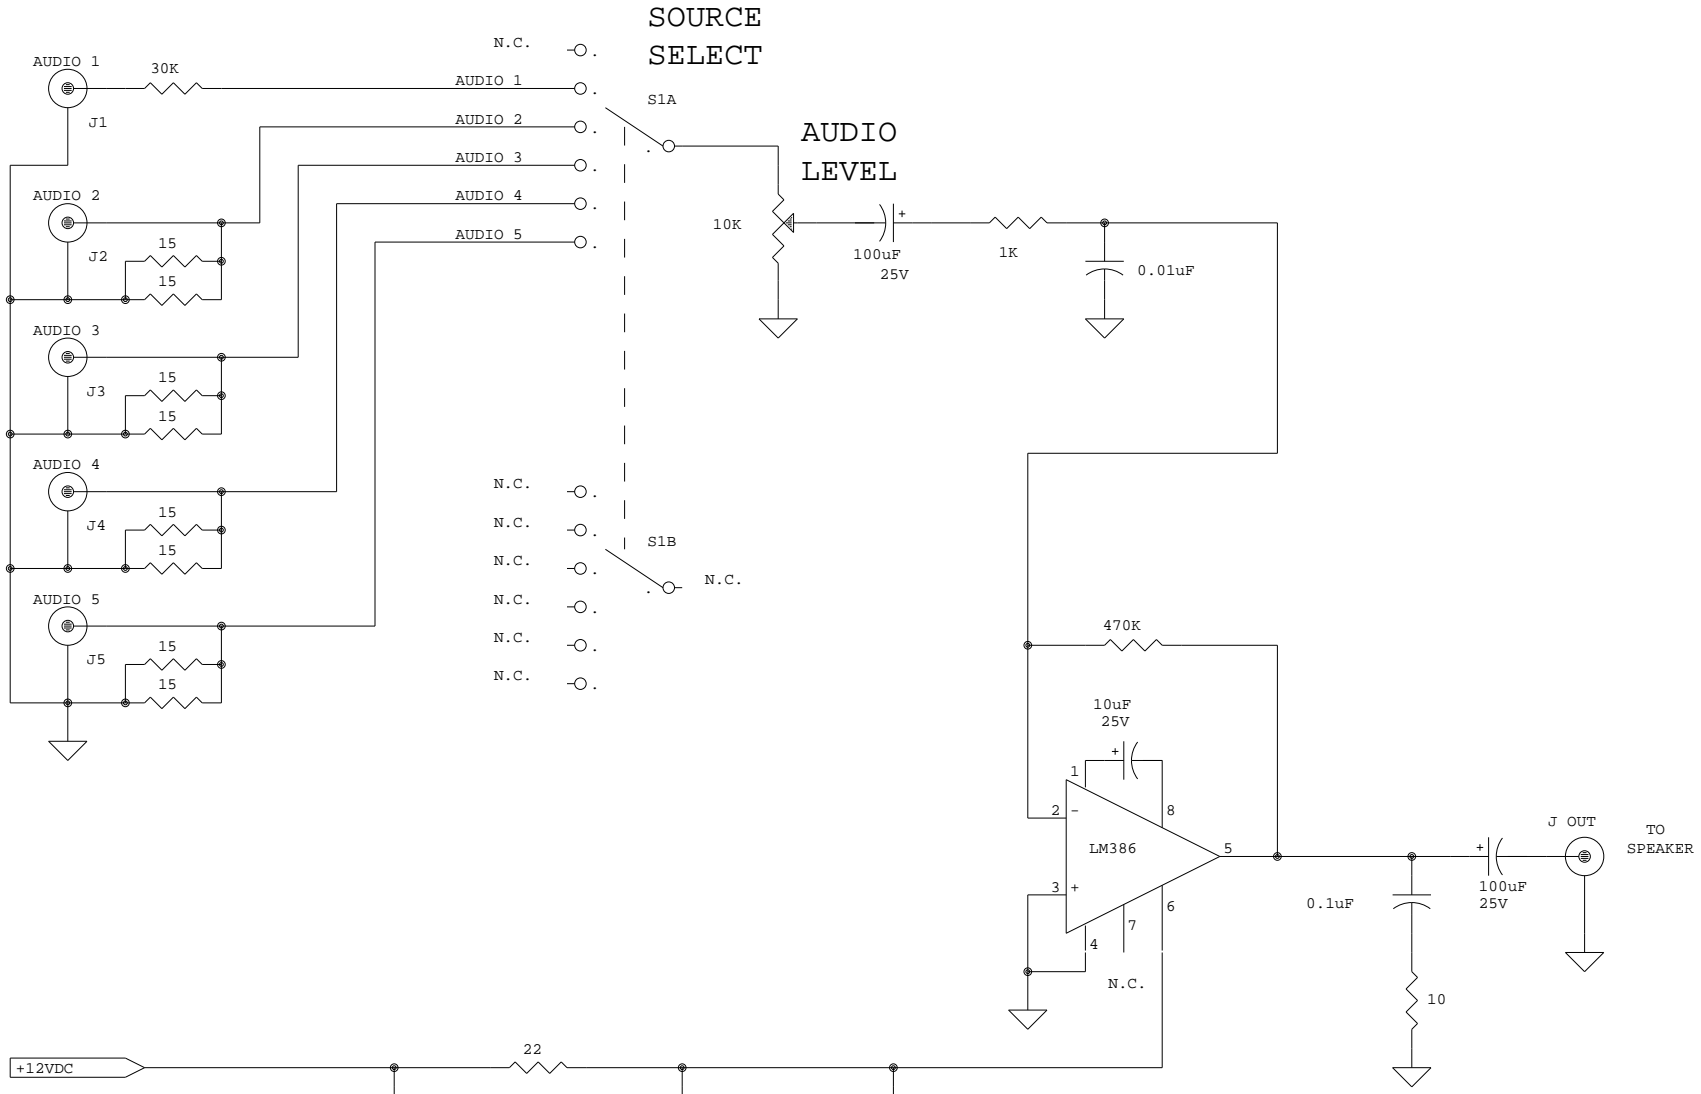 SOURCE
SELECT
N.C.
AUDIO 1
30K
AUDIO 1
J1
S1A
AUDIO 2
AUDIO
LEVEL
AUDIO 3
AUDIO 2
AUDIO 4
10K
+
100uF
25V
1K
0.01uF
J2
15
15
AUDIO 5
AUDIO 3
J3
15
15
AUDIO 4
J4
15
15
N.C.
N.C.
N.C.
N.C.
N.C.
N.C.
S1B
N.C.
AUDIO 5
J5
15
15
470K
10uF
25V
+
1
8
2
-
LM386
5
3
+
6
7
4
N.C.
J OUT
TO
SPEAKER
+
100uF
25V
0.1uF
10
22
+12VDC